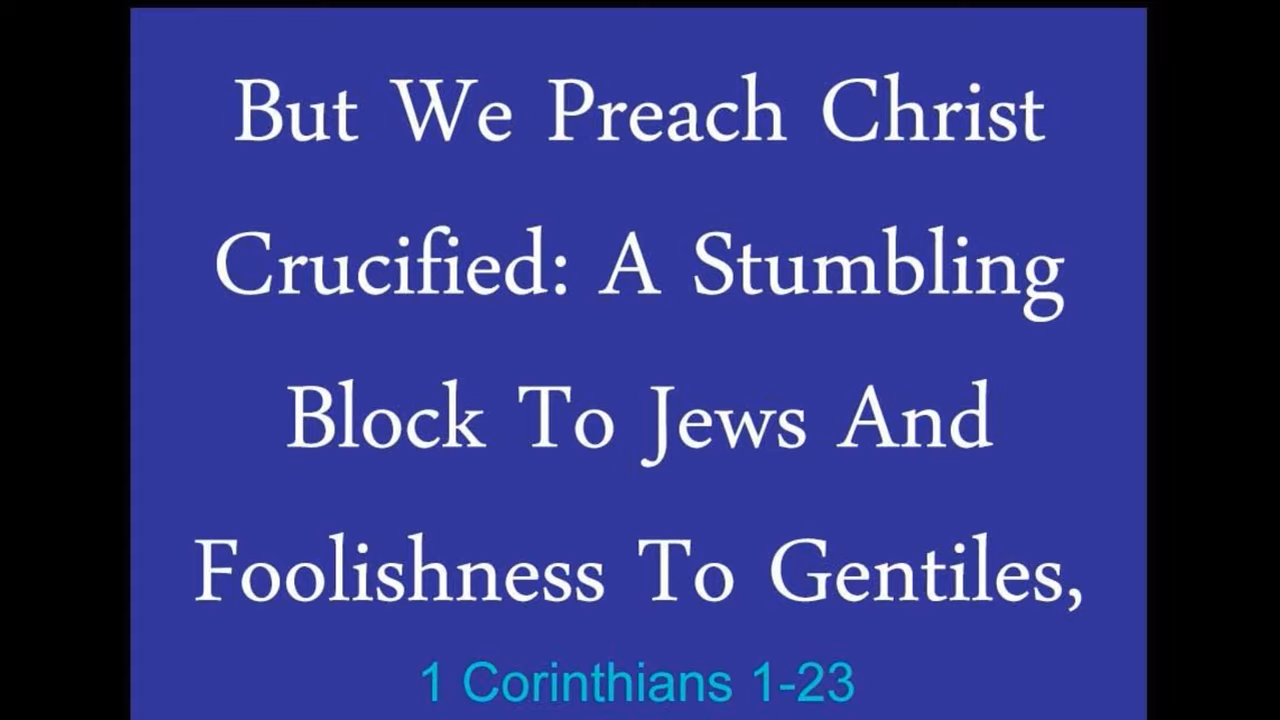 But We Preach Christ
Crucified: A Stumbling
Block To Jews And
Foolishness To Gentiles,
1 Corinthians 1-23